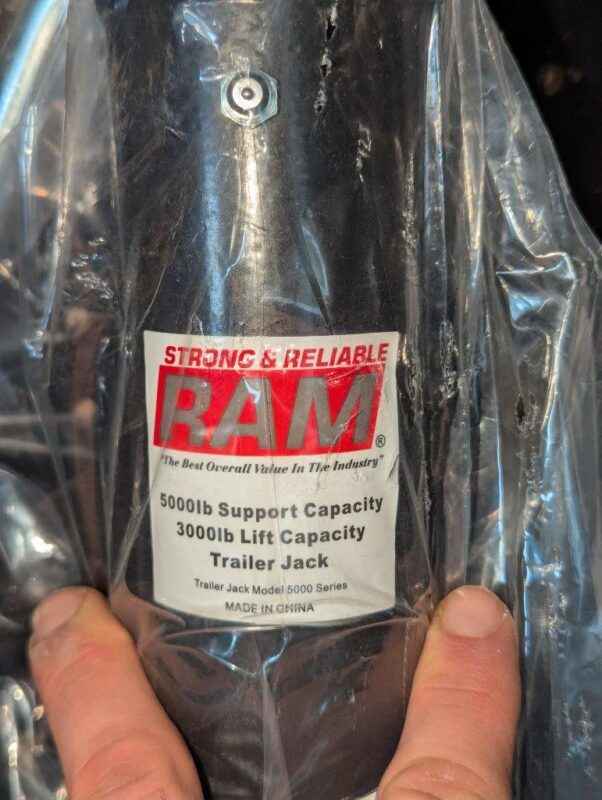 STRONG & RELIABLE
RAM®
"The Best Overall Value In The Industry"
5000lb Support Capacity
3000lb Lift Capacity
Trailer Jack
Trailer Jack Model 5000 Series
MADE IN CHINA